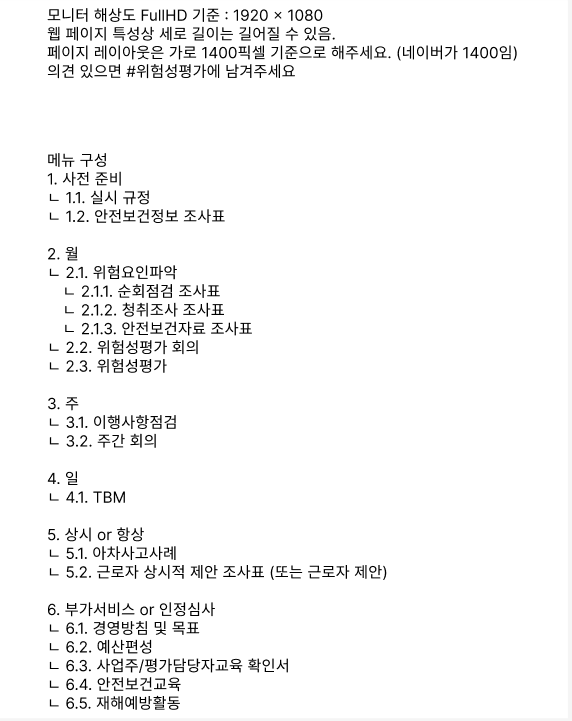 모니터 해상도 FullHD 기준 : 1920 × 1080
웹 페이지 특성상 세로 길이는 길어질 수 있음.
페이지 레이아웃은 가로 1400픽셀 기준으로 해주세요. (네이버가 1400임)
의견 있으면 #위험성평가에 남겨주세요
메뉴 구성
1. 사전 준비
ㄴ 1.1. 실시 규정
ㄴ 1.2. 안전보건정보 조사표
2. 월
ㄴ 2.1. 위험요인파악
ㄴ 2.1.1. 순회점검 조사표
ㄴ 2.1.2. 청취조사 조사표
ㄴ 2.1.3. 안전보건자료 조사표
ㄴ 2.2. 위험성평가 회의
ㄴ 2.3. 위험성평가
3. 주
ㄴ 3.1. 이행사항점검
ㄴ 3.2. 주간 회의
4. 일
ㄴ 4.1. TBM
5. 상시 or 항상
ㄴ 5.1. 아차사고사례
ㄴ 5.2. 근로자 상시적 제안 조사표 (또는 근로자 제안)
6. 부가서비스 or 인정심사
ㄴ 6.1. 경영방침 및 목표
ㄴ 6.2. 예산편성
ㄴ 6.3. 사업주/평가담당자교육 확인서
ㄴ 6.4. 안전보건교육
ㄴ 6.5. 재해예방활동